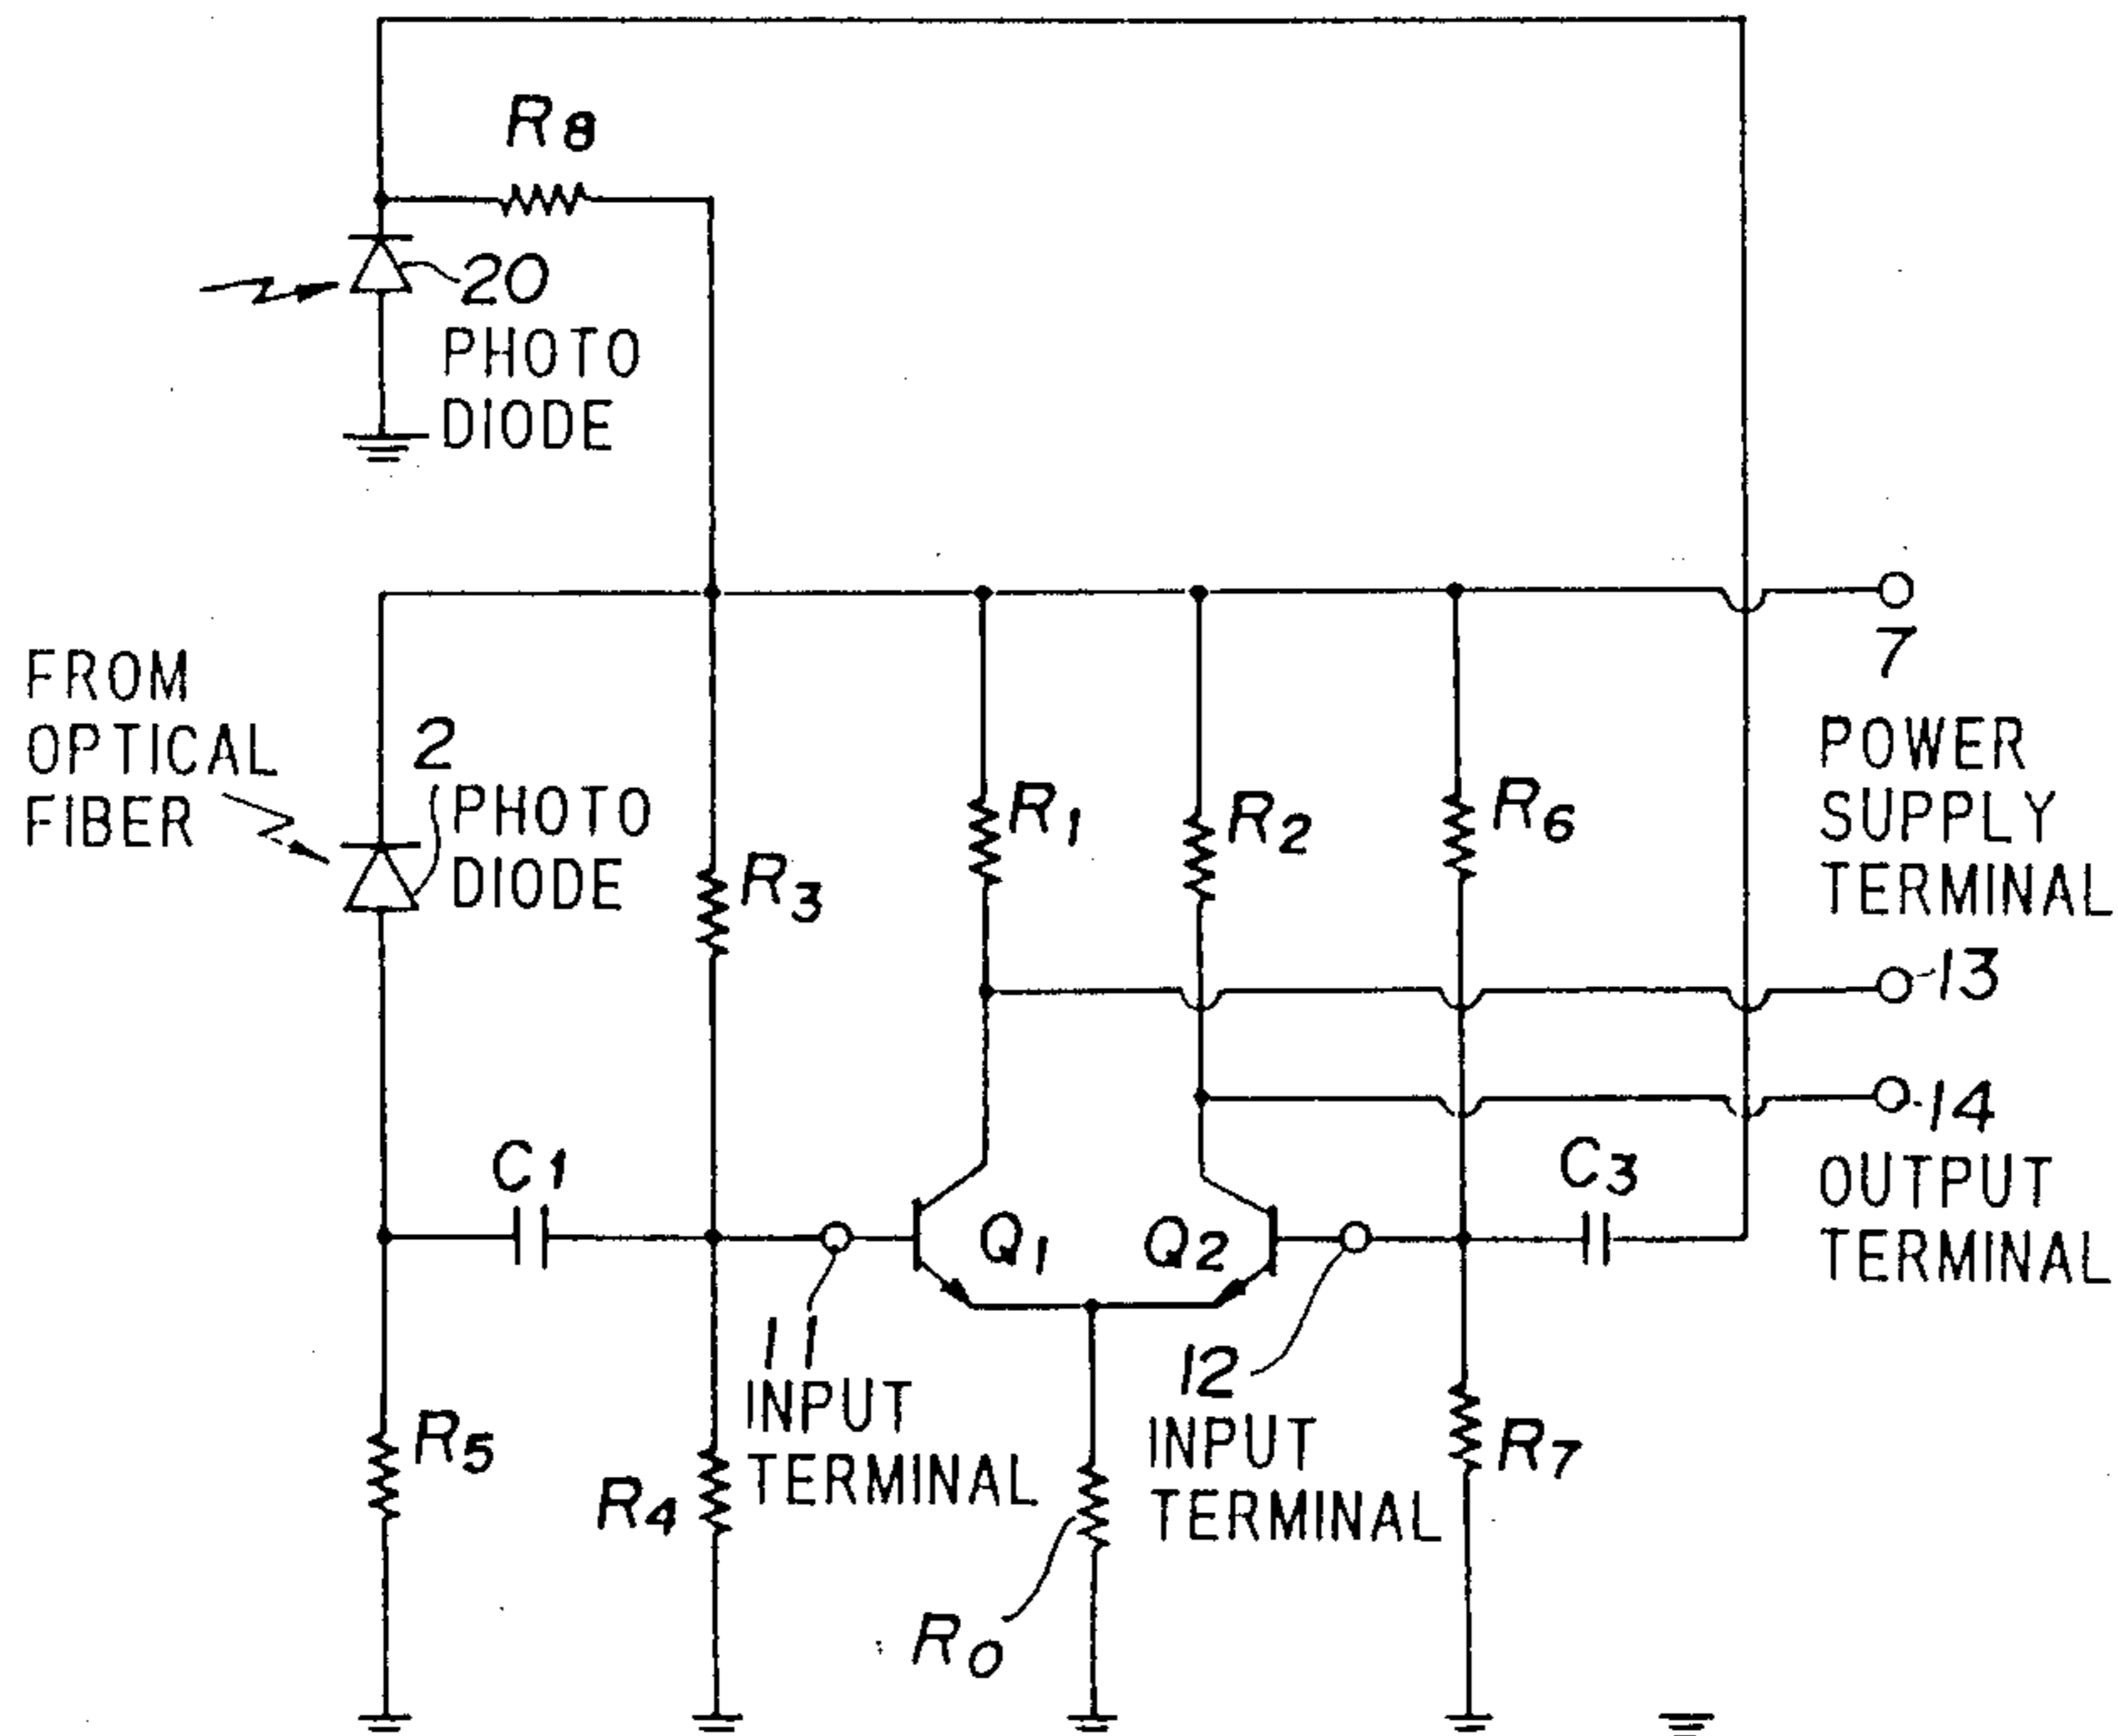 R8
20
PHOTO
DIODE
7
POWER
SUPPLY
TERMINAL
FROM
OPTICAL
FIBER
2
PHOTO
DIODE
R1
R2
R6
R3
13
14
OUTPUT
TERMINAL
C1
C3
Q1
Q2
11
INPUT
TERMINAL
12
INPUT
TERMINAL
R5
R4
R7
R0